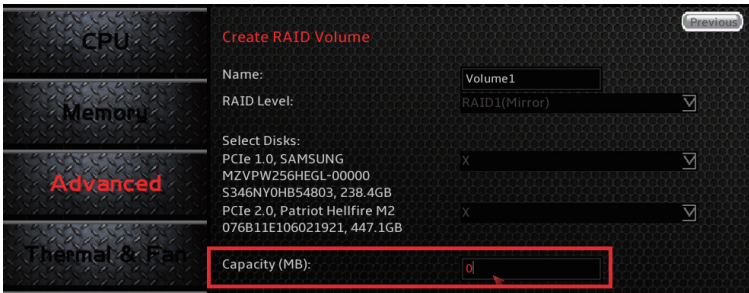 Previous
CPU
Create RAID Volume
Name: Volume1
Memory
RAID Level: RAID1(Mirror)
Select Disks:
PCIe 1.0, SAMSUNG X
MZVPW256HEGL-00000
Advanced
S346NY0HB54803, 238.4GB
PCIe 2.0, Patriot Hellfire M2 X
076B11E106021921, 447.1GB
Thermal & Fan
Capacity (MB): 0